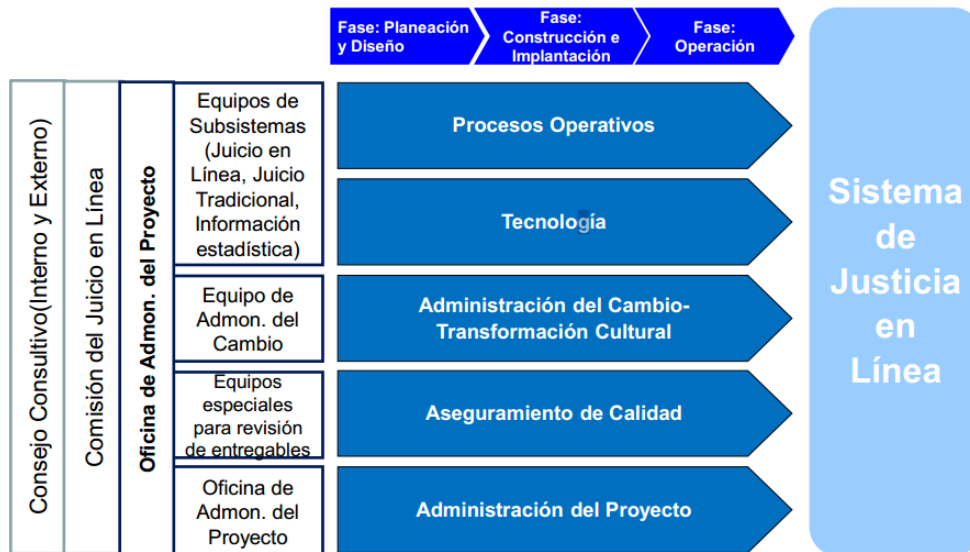 Fase: Planeación
y Diseño
Fase:
Construcción e
Implantación
Fase:
Operación
Consejo Consultivo(Interno y Externo)
Comisión del Juicio en Línea
Oficina de Admon. del Proyecto
Equipos de
Subsistemas
(Juicio en
Línea, Juicio
Tradicional,
Información
estadística)
Procesos Operativos
Tecnología
Equipo de
Admon. del
Cambio
Administración del Cambio-
Transformación Cultural
Equipos
especiales
para revisión
de entregables
Aseguramiento de Calidad
Oficina de
Admon. del
Proyecto
Administración del Proyecto
Sistema
de
Justicia
en
Línea